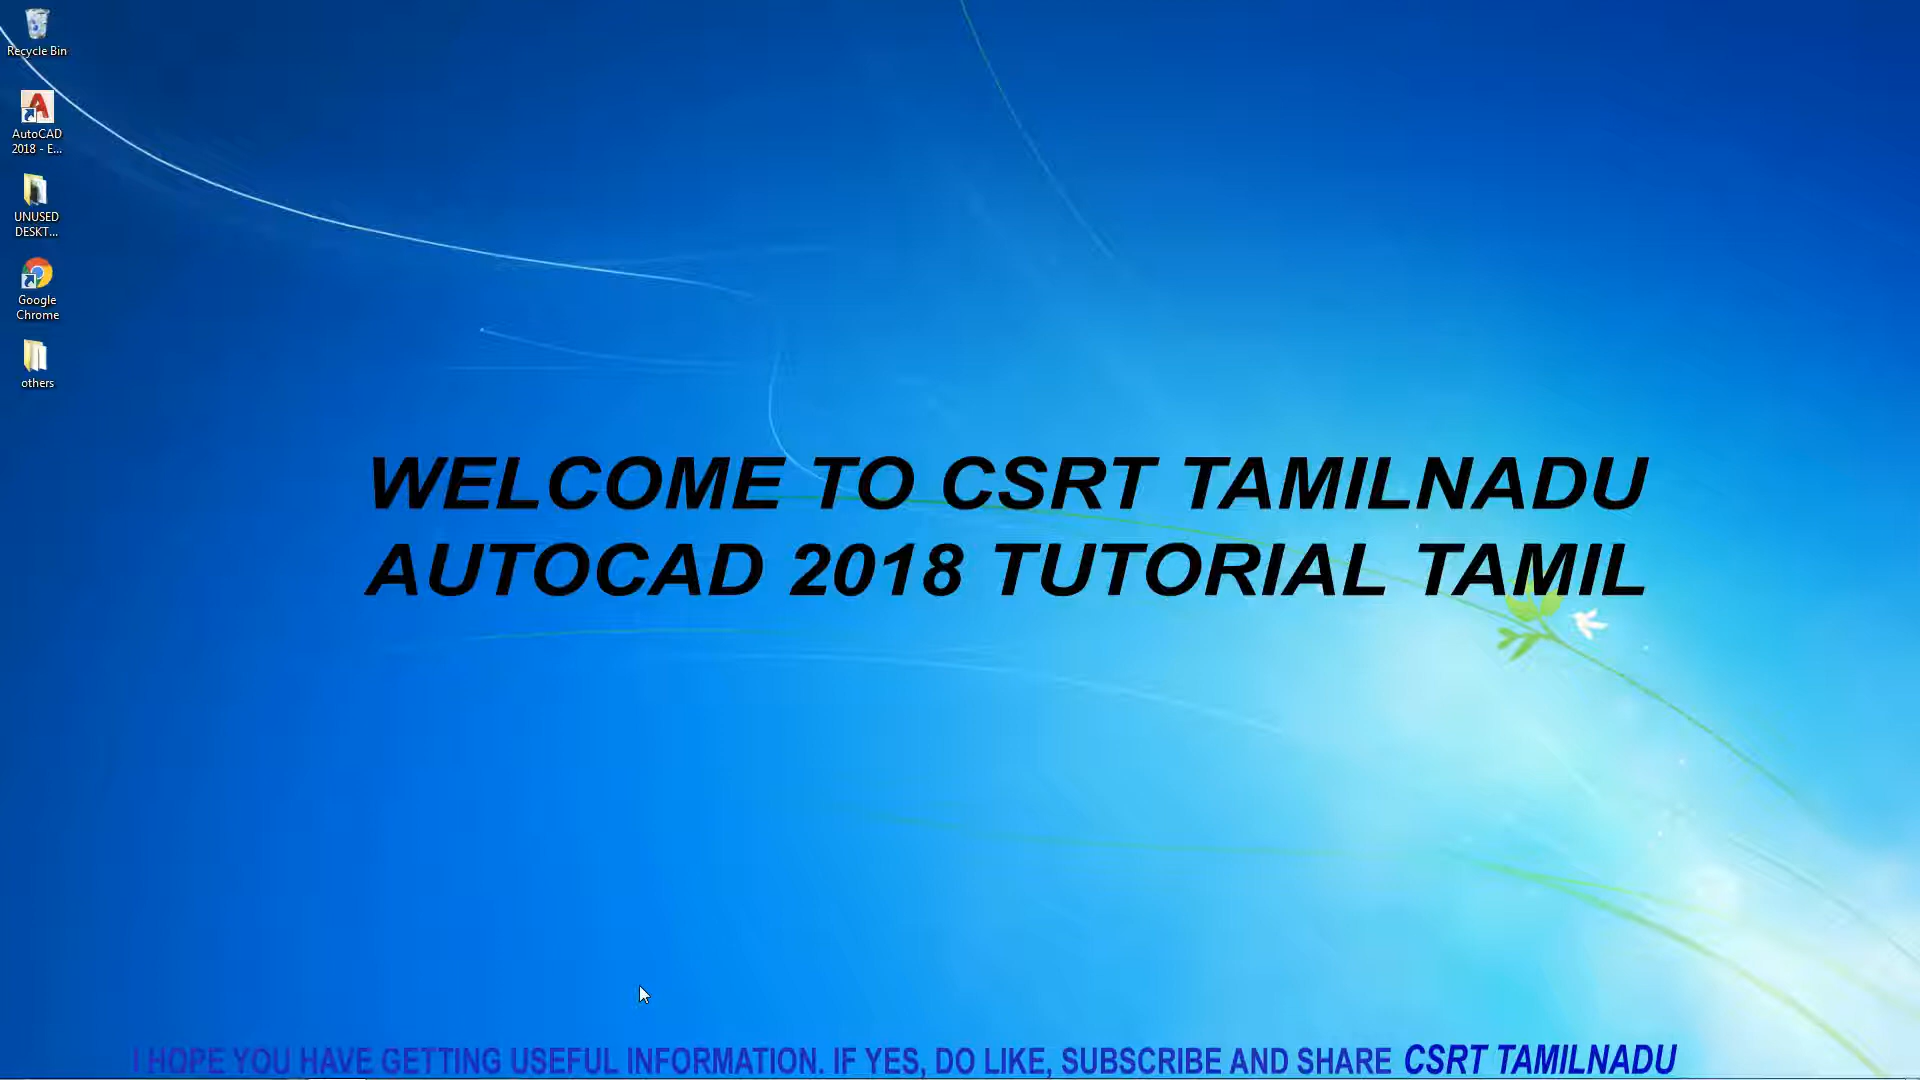 Recycle Bin
AutoCAD
2018 - E...
UNUSED
DESKT...
Google
Chrome
others
WELCOME TO CSRT TAMILNADU
AUTOCAD 2018 TUTORIAL TAMIL
I HOPE YOU HAVE GETTING USEFUL INFORMATION. IF YES, DO LIKE, SUBSCRIBE AND SHARE CSRT TAMILNADU